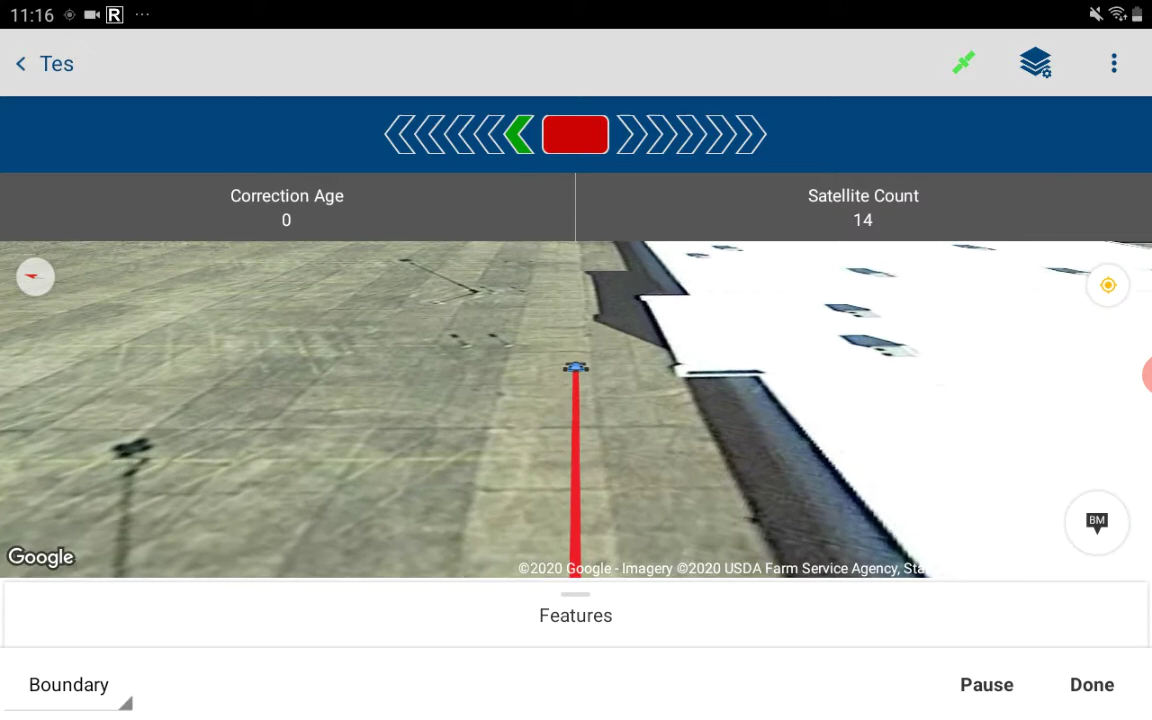 11:16 R ...
Tes
Correction Age
0
Satellite Count
14
BM
Google
©2020 Google - Imagery ©2020 USDA Farm Service Agency,
Features
Boundary
Pause
Done